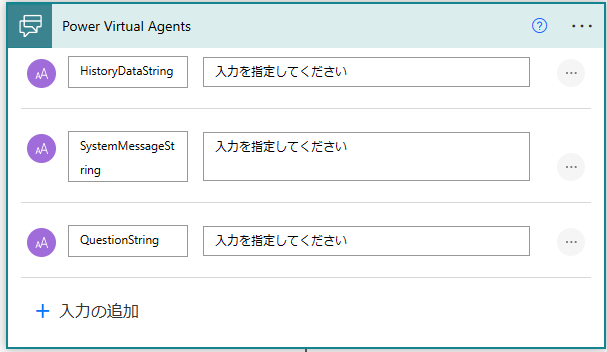 Power Virtual Agents
HistoryDataString
入力を指定してください
SystemMessageSt
ring
入力を指定してください
QuestionString
入力を指定してください
入力の追加